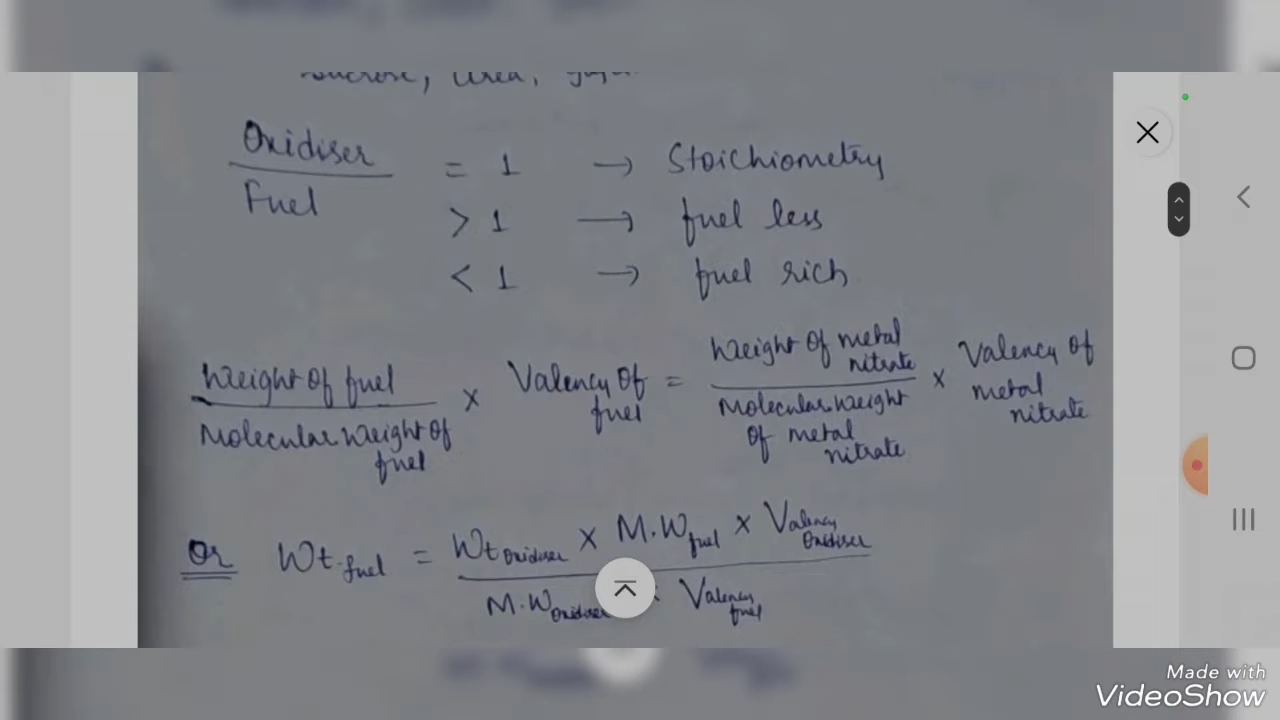 Sucrose, Urea,
Oxidiser
Fuel
= 1 → Stoichiometry
> 1 → fuel less
< 1 → fuel rich
Weight of fuel
Molecular Weight of fuel
× Valency of fuel =
Weight of metal nitrate
Molecular Weight of metal nitrate
× Valency of metal nitrate
Or Wt. fuel = Wt Oxidiser × M.W fuel × Valency Oxidiser
M.W Oxidiser × Valency fuel
Made with
VideoShow